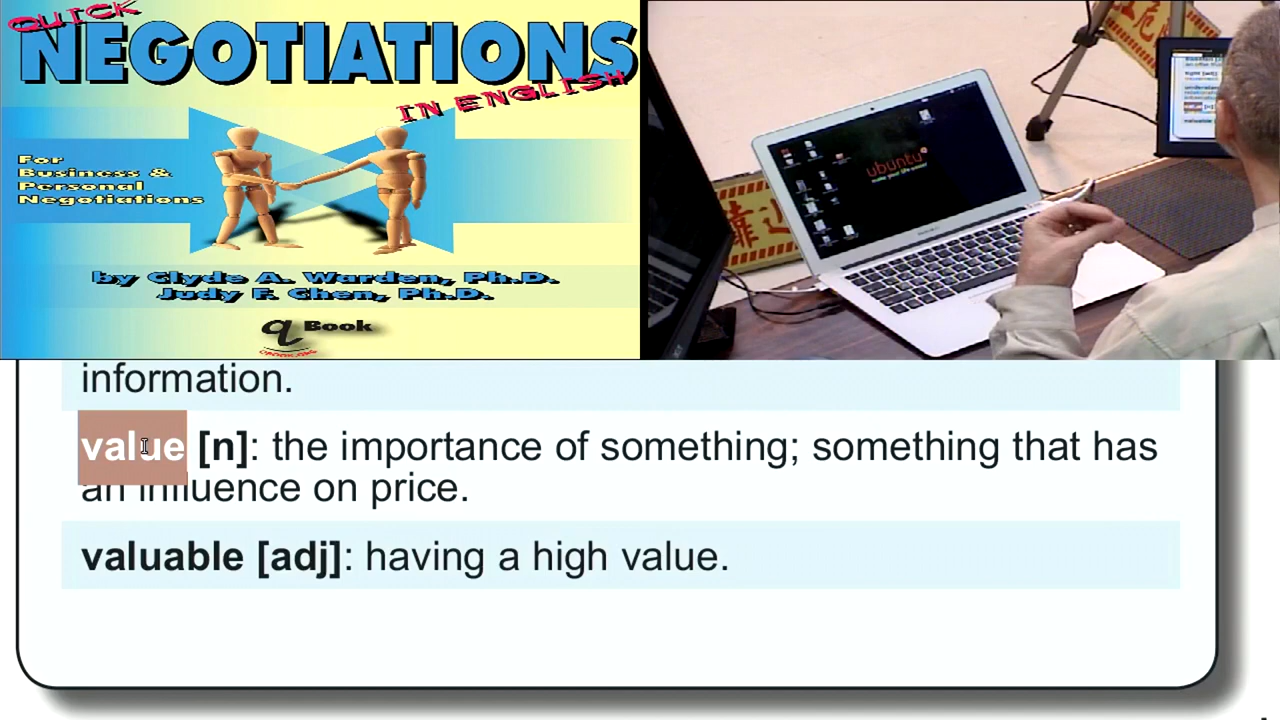 QUICK
NEGOTIATIONS
IN ENGLISH
For
Business &
Personal
Negotiations
by Clyde A. Warden, Ph.D.
Judy F. Chen, Ph.D.
q Book
ubuntu
information.
value [n]: the importance of something; something that has
an influence on price.
valuable [adj]: having a high value.